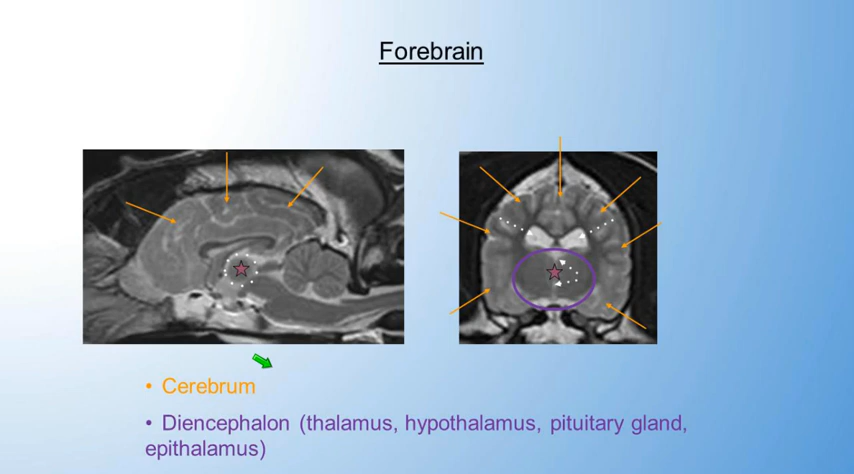 Forebrain
• Cerebrum
• Diencephalon (thalamus, hypothalamus, pituitary gland,
epithalamus)